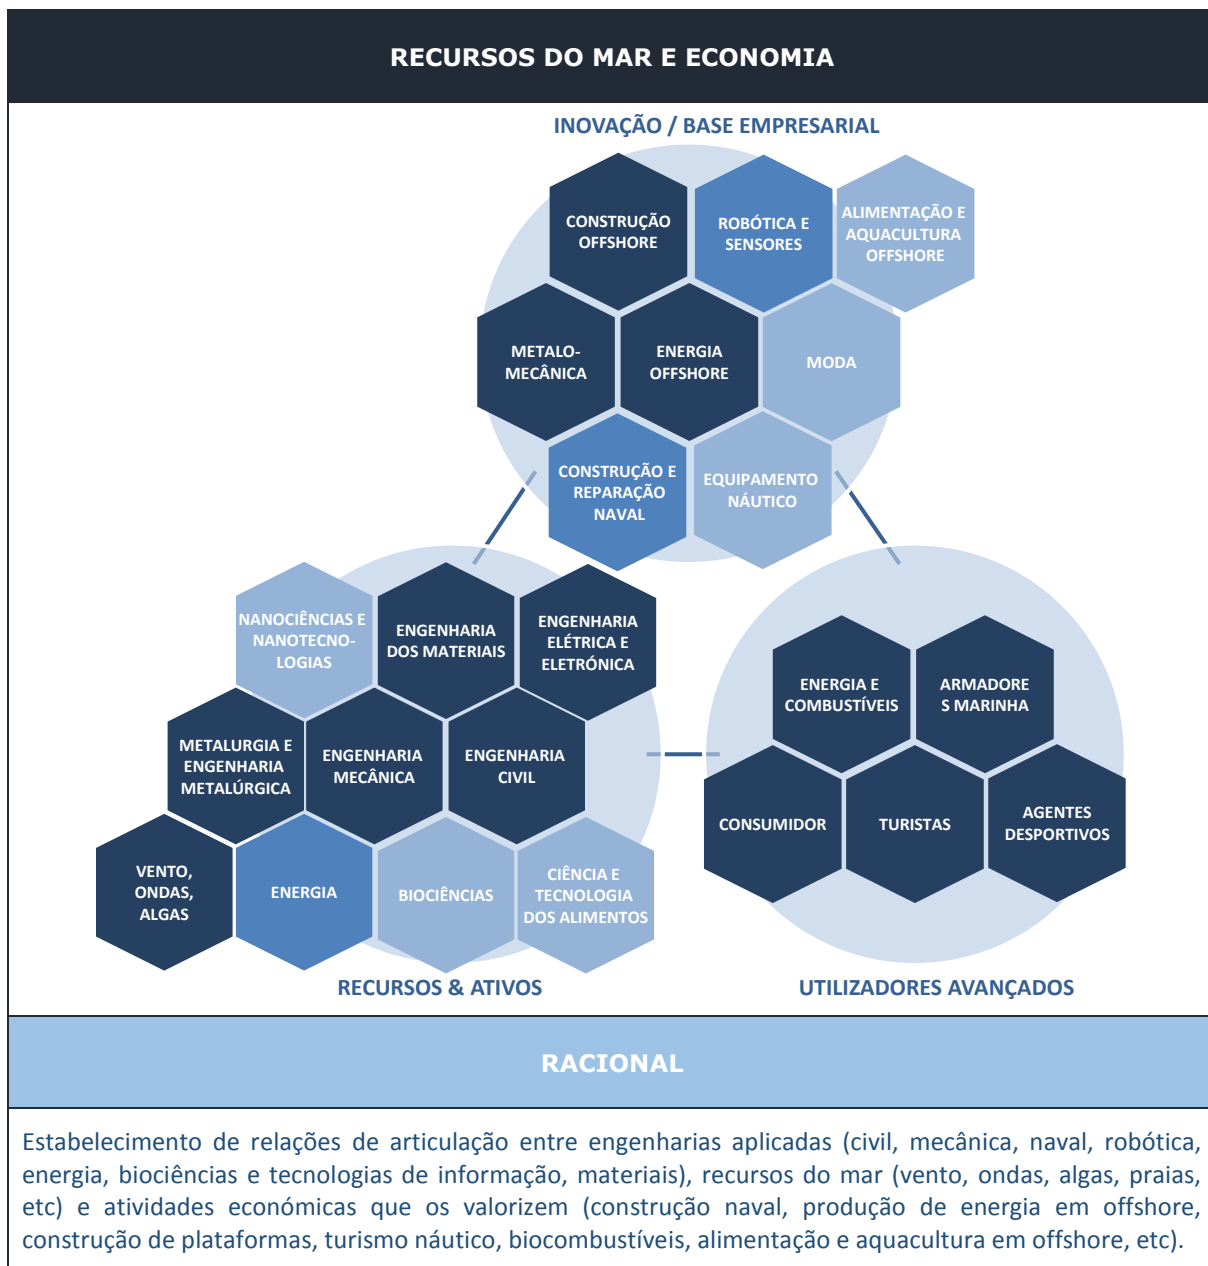 RECURSOS DO MAR E ECONOMIA
INOVAÇÃO / BASE EMPRESARIAL
CONSTRUÇÃO
OFFSHORE
ROBÓTICA E
SENSORES
ALIMENTAÇÃO E
AQUACULTURA
OFFSHORE
METALO-
MECÂNICA
ENERGIA
OFFSHORE
MODA
CONSTRUÇÃO E
REPARAÇÃO
NAVAL
EQUIPAMENTO
NÁUTICO
NANOCIÊNCIAS E
NANOTECNO-
LOGIAS
ENGENHARIA
DOS MATERIAIS
ENGENHARIA
ELÉTRICA E
ELETRÓNICA
METALURGIA E
ENGENHARIA
METALÚRGICA
ENGENHARIA
MECÂNICA
ENGENHARIA
CIVIL
VENTO,
ONDAS,
ALGAS
ENERGIA
BIOCIÊNCIAS
CIÊNCIA E
TECNOLOGIA
DOS ALIMENTOS
RECURSOS & ATIVOS
ENERGIA E
COMBUSTÍVEIS
ARMADORE
S MARINHA
CONSUMIDOR
TURISTAS
AGENTES
DESPORTIVOS
UTILIZADORES AVANÇADOS
RACIONAL
Estabelecimento de relações de articulação entre engenharias aplicadas (civil, mecânica, naval, robótica,
energia, biociências e tecnologias de informação, materiais), recursos do mar (vento, ondas, algas, praias,
etc) e atividades económicas que os valorizem (construção naval, produção de energia em offshore,
construção de plataformas, turismo náutico, biocombustíveis, alimentação e aquacultura em offshore, etc).